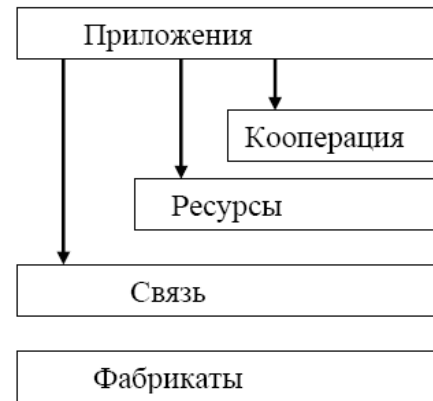 Приложения
Кооперация
Ресурсы
Связь
Фабрикаты